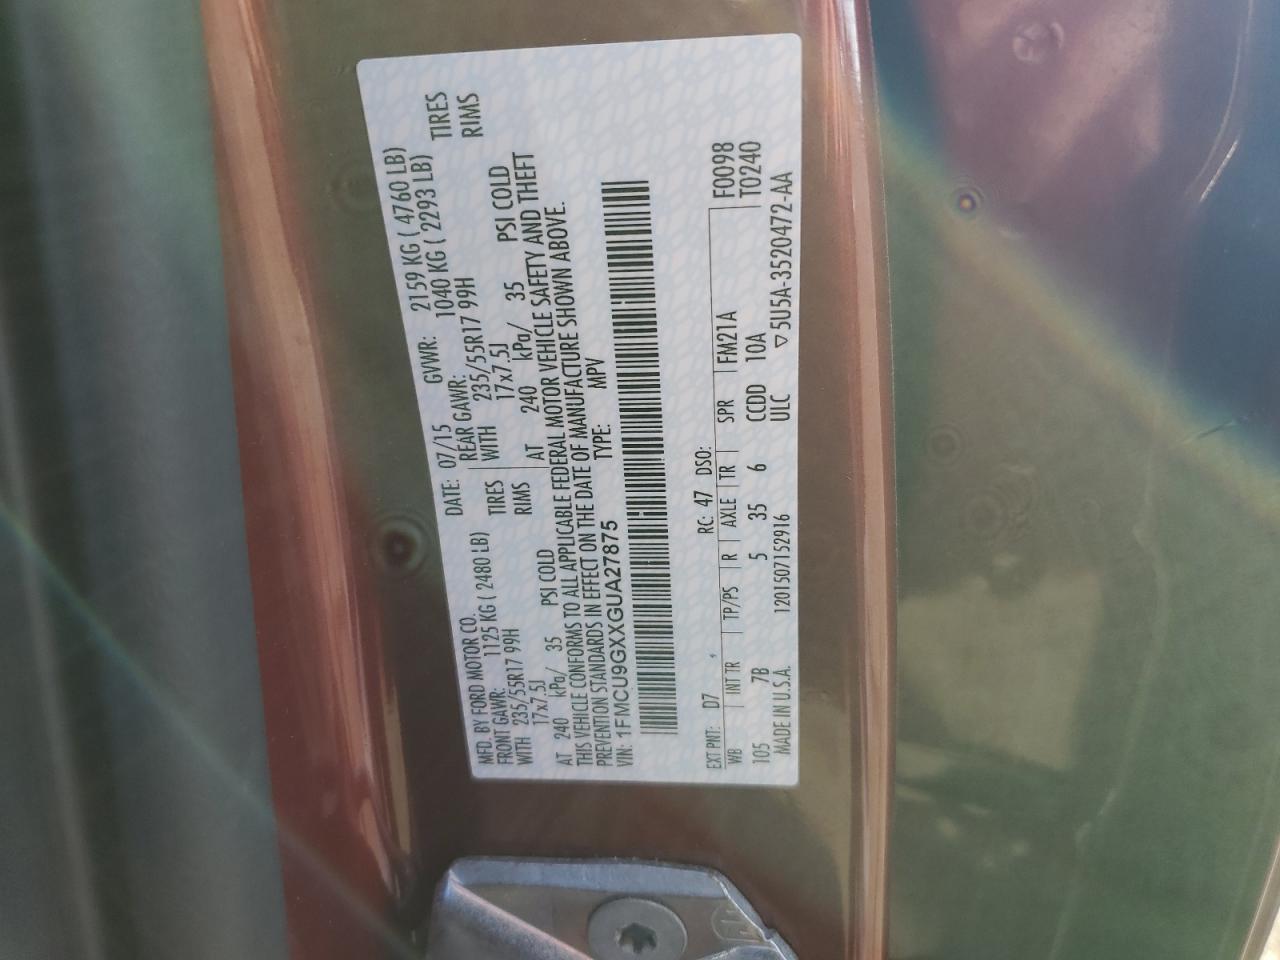 MFD. BY FORD MOTOR CO.
DATE: 07/15 GVWR: 2159 KG ( 4760 LB)
FRONT GAWR: 1125 KG ( 2480 LB)
REAR GAWR: 1040 KG ( 2293 LB)
WITH 235/55R17 99H TIRES
WITH 235/55R17 99H TIRES
17x7.5J RIMS
17x7.5J RIMS
AT 240 kPa/ 35 PSI COLD
AT 240 kPa/ 35 PSI COLD
THIS VEHICLE CONFORMS TO ALL APPLICABLE FEDERAL MOTOR VEHICLE SAFETY AND THEFT
PREVENTION STANDARDS IN EFFECT ON THE DATE OF MANUFACTURE SHOWN ABOVE.
VIN: 1FMCU9GXXGUA27875 TYPE: MPV
EXT PNT: D7 RC: 47 DSO: F0098
WB INT TR TP/PS R AXLE TR SPR FM21A T0240
105 7B 5 35 6 CCDD 10A
MADE IN U.S.A. 1201507152916 ULC ▽5U5A-3520472-AA